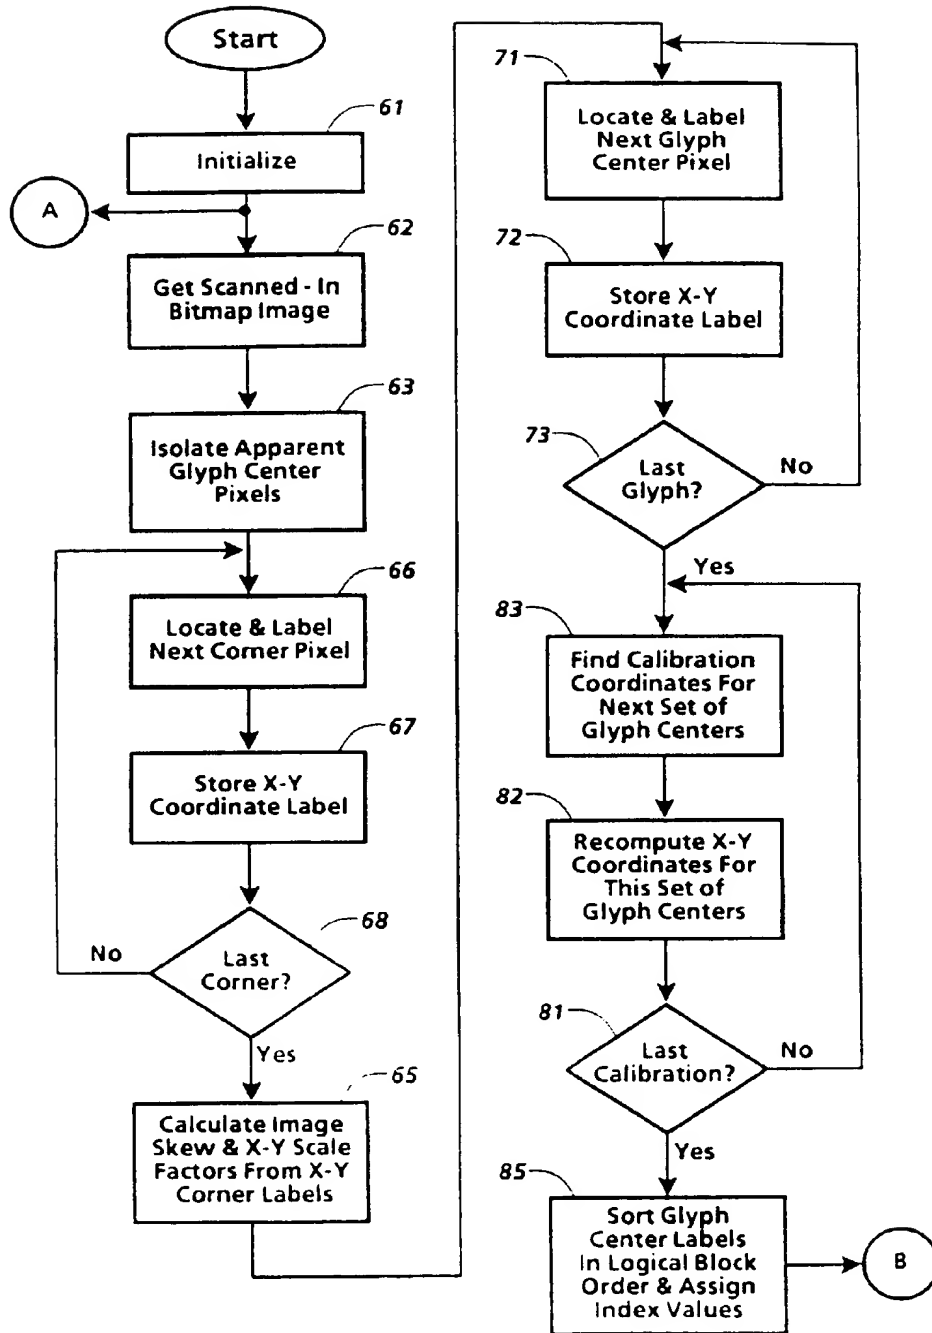 Start
61
Initialize
A
62
Get Scanned - In
Bitmap Image
63
Isolate Apparent
Glyph Center
Pixels
66
Locate & Label
Next Corner Pixel
67
Store X-Y
Coordinate Label
68
Last
Corner?
No
Yes
65
Calculate Image
Skew & X-Y Scale
Factors From X-Y
Corner Labels
71
Locate & Label
Next Glyph
Center Pixel
72
Store X-Y
Coordinate Label
73
Last
Glyph?
No
Yes
83
Find Calibration
Coordinates For
Next Set of
Glyph Centers
82
Recompute X-Y
Coordinates For
This Set of
Glyph Centers
81
Last
Calibration?
No
Yes
85
Sort Glyph
Center Labels
In Logical Block
Order & Assign
Index Values
B